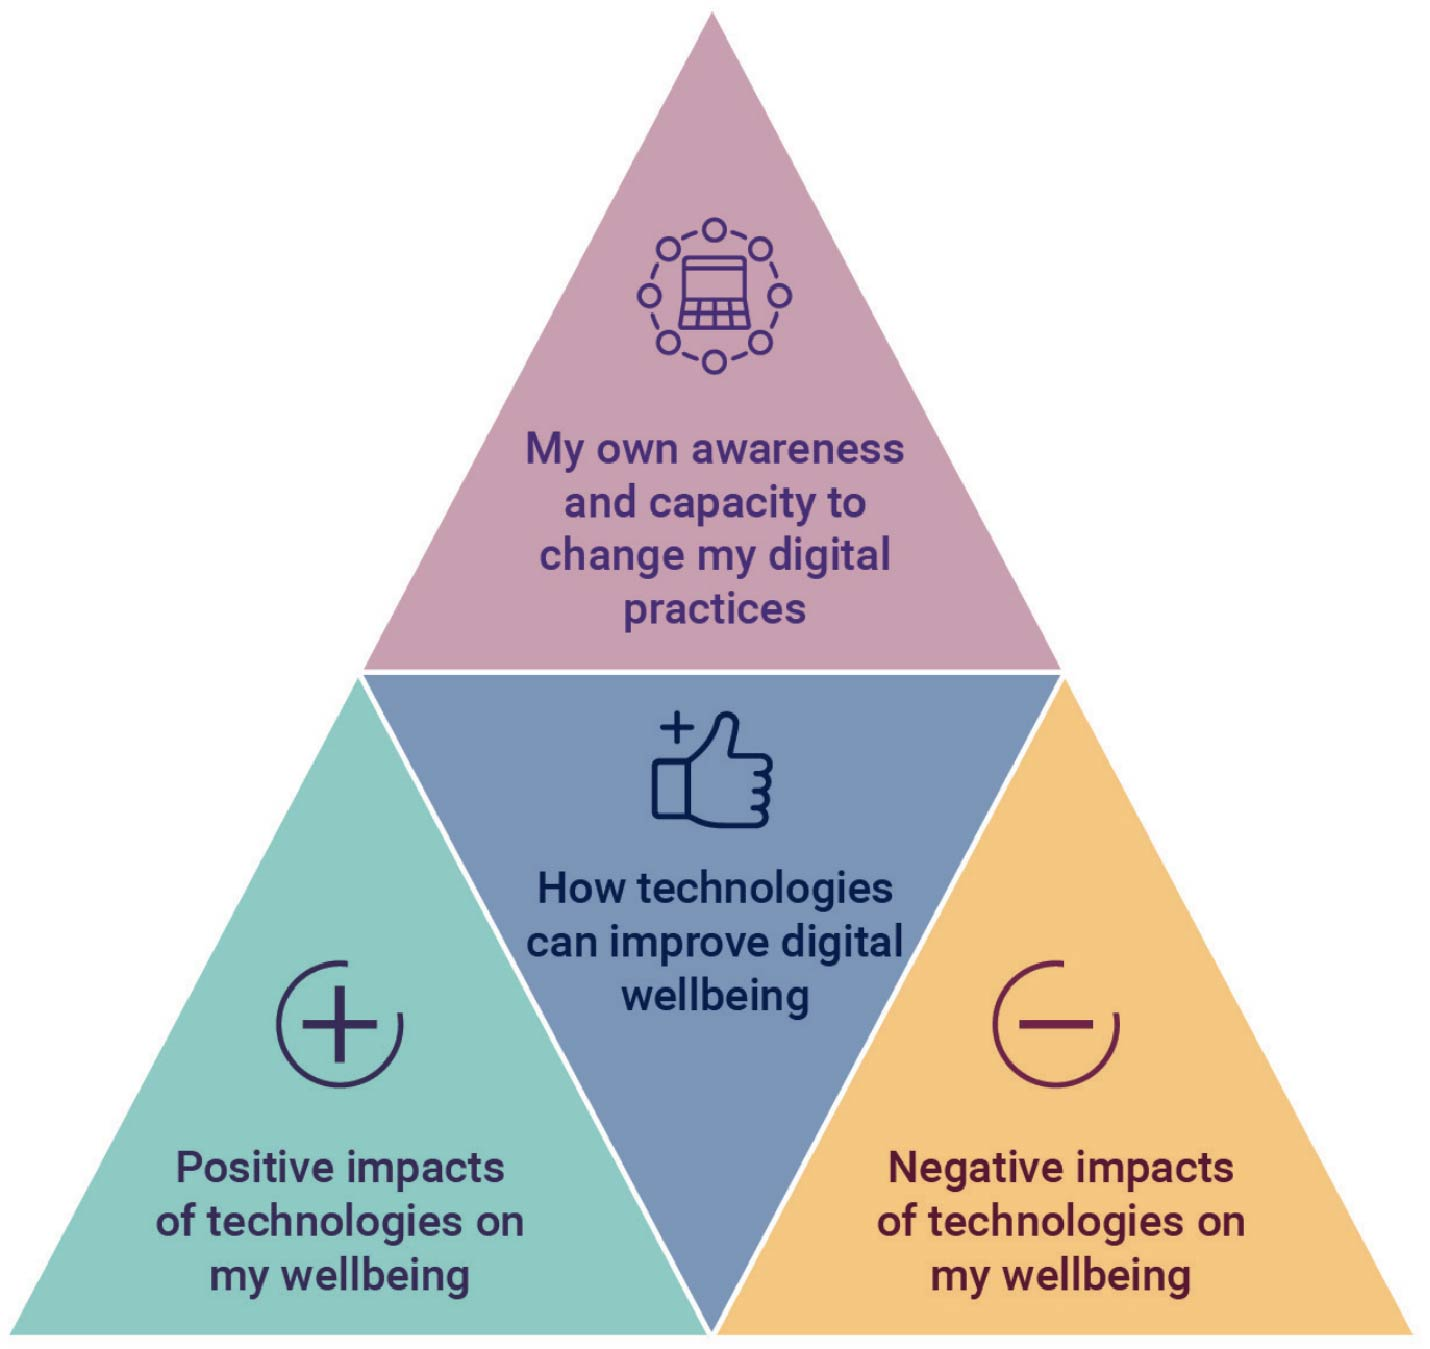 My own awareness
and capacity to
change my digital
practices
How technologies
can improve digital
wellbeing
Positive impacts
of technologies on
my wellbeing
Negative impacts
of technologies on
my wellbeing